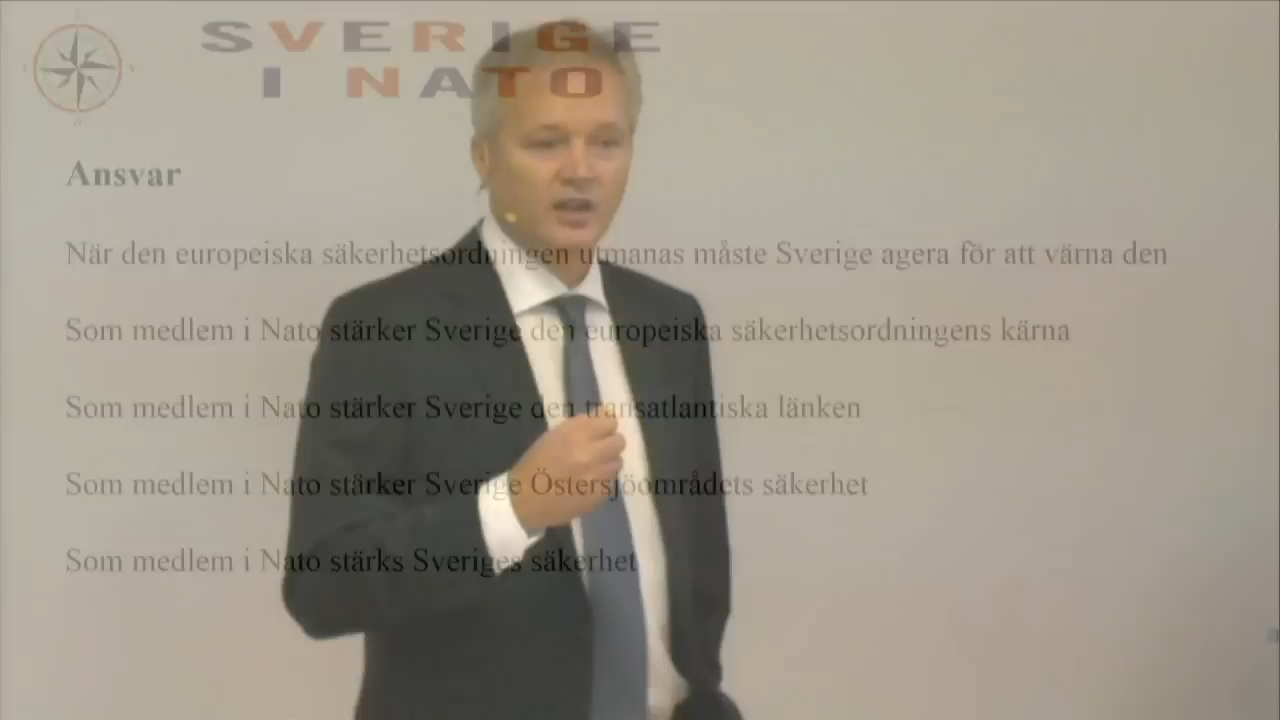 SVERIGE
I NATO
Ansvar
När den europeiska säkerhetsordningen utmanas måste Sverige agera för att värna den
Som medlem i Nato stärker Sverige den europeiska säkerhetsordningens kärna
Som medlem i Nato stärker Sverige den transatlantiska länken
Som medlem i Nato stärker Sverige Östersjöområdets säkerhet
Som medlem i Nato stärks Sveriges säkerhet